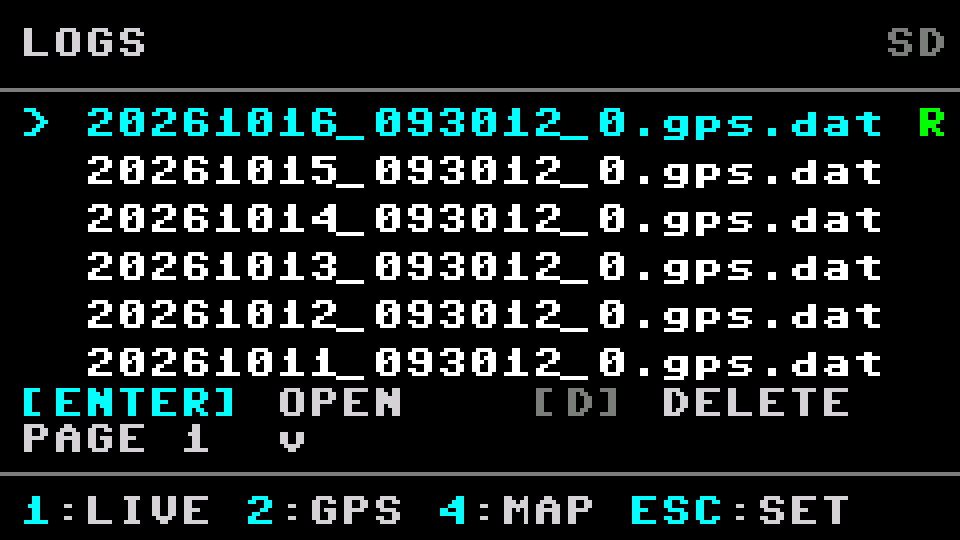 LOGS SD
> 20261016_093012_0.gps.dat R
20261015_093012_0.gps.dat
20261014_093012_0.gps.dat
20261013_093012_0.gps.dat
20261012_093012_0.gps.dat
20261011_093012_0.gps.dat
[ENTER] OPEN [D] DELETE
PAGE 1 v
1:LIVE 2:GPS 4:MAP ESC:SET